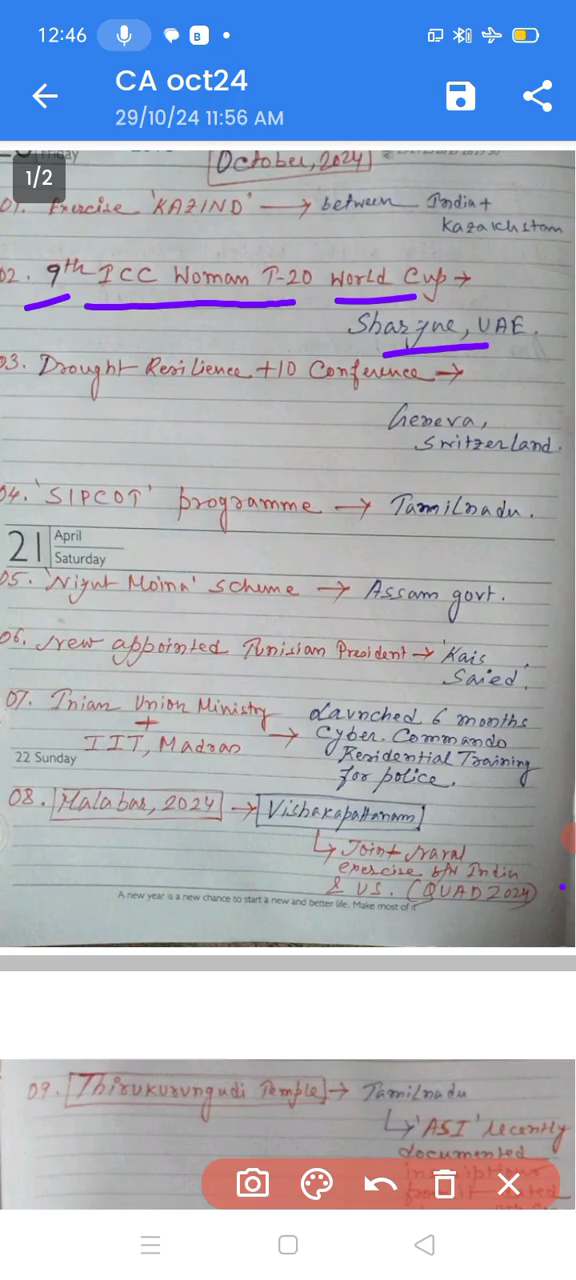 12:46
B
CA oct24
29/10/24 11:56 AM
1/2
October, 2024
01. Exercise 'KAZIND' → between India +
Kazakhstam
02. 9th ICC Woman T-20 World Cup →
UAE.
03. Drought Resilience +10 Conference →
Geneva,
Switzerland.
04. 'SIPCOT' programme → Tamilnadu.
21 April
Saturday
05. 'Nijut Moina' scheme → Assam govt.
06. New appointed Tunisian President → Kais
Saied.
07. Inian Union Ministry
+
IIT, Madras
→ Launched 6 months
Cyber Commando
Residential Training
for police.
22 Sunday
08. Malabar, 2024 → Vishakapattanam
↳ Joint Naval
exercise b/w India
& US. (QUAD 2024)
A new year is a new chance to start a new and better life. Make most of it
09. Thirukurungudi Temple → Tamilnadu
↳ 'ASI' recently
documented